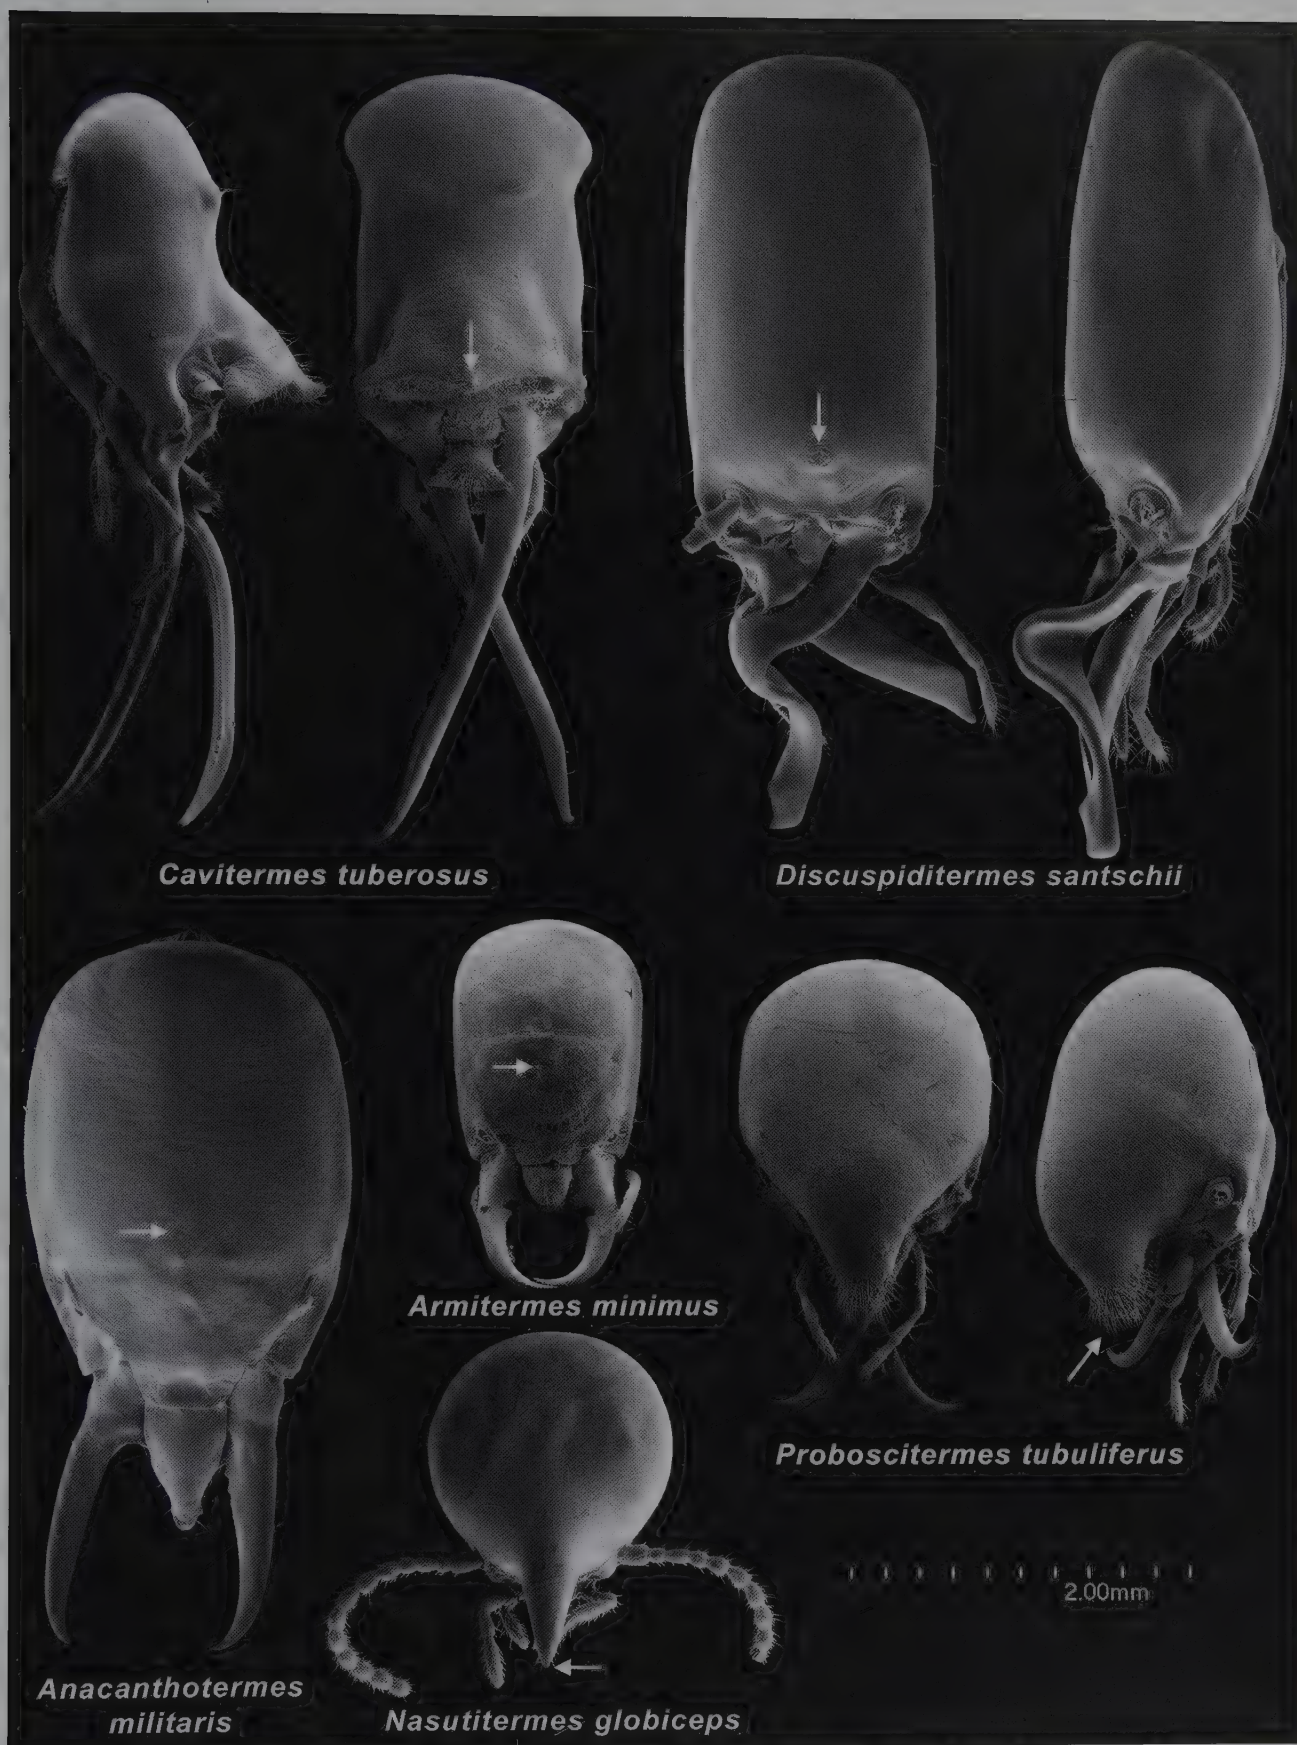 Cavitermes tuberosus
Discuspiditermes santschii
Armitermes minimus
Proboscitermes tubuliferus
2.00mm
Anacanthotermes
militaris
Nasutitermes globiceps